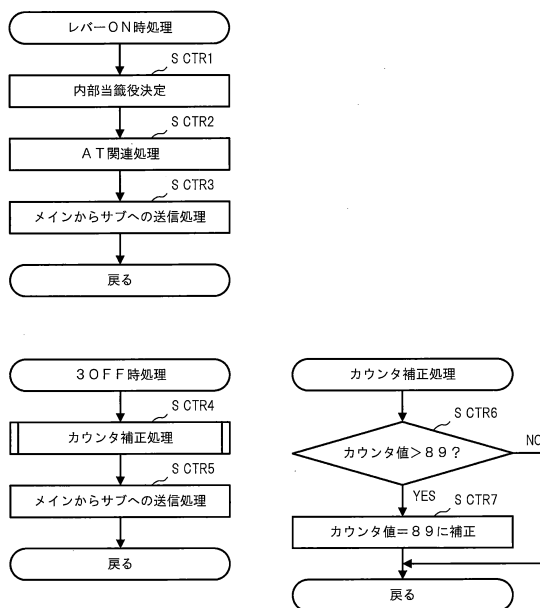 レバーＯＮ時処理
S CTR1
内部当籤役決定
S CTR2
ＡＴ関連処理
S CTR3
メインからサブへの送信処理
戻る
３ＯＦＦ時処理
S CTR4
カウンタ補正処理
S CTR5
メインからサブへの送信処理
戻る
カウンタ補正処理
S CTR6
カウンタ値＞８９？
NO
YES
S CTR7
カウンタ値＝８９に補正
戻る